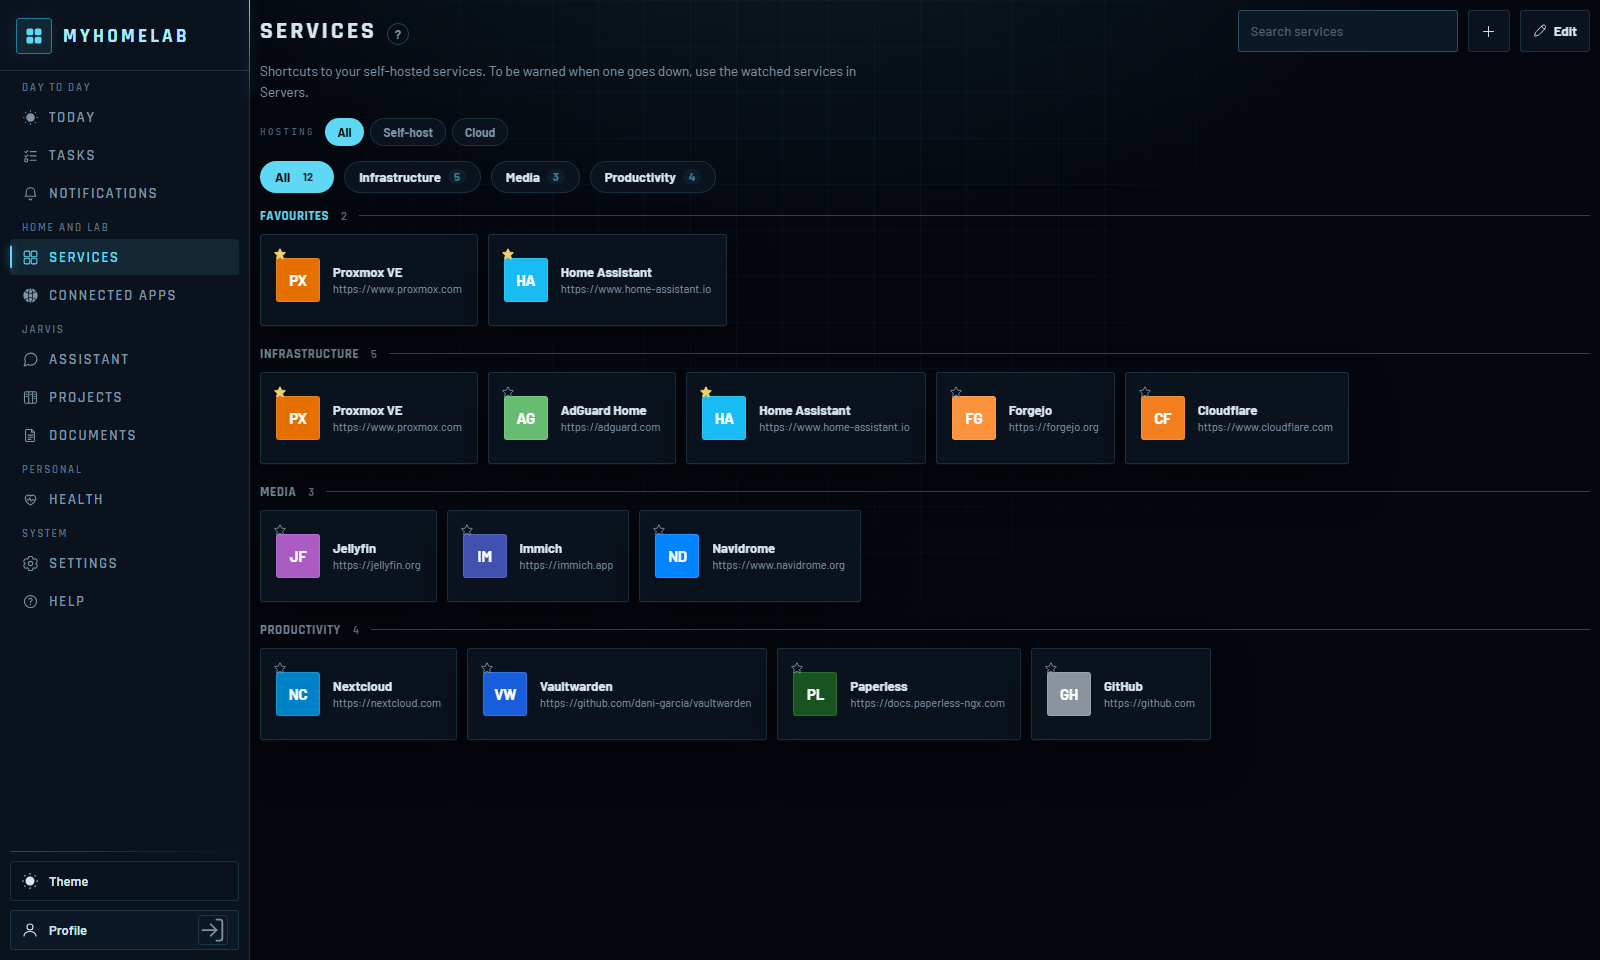 MYHOMELAB
DAY TO DAY
TODAY
TASKS
NOTIFICATIONS
HOME AND LAB
SERVICES
CONNECTED APPS
JARVIS
ASSISTANT
PROJECTS
DOCUMENTS
PERSONAL
HEALTH
SYSTEM
SETTINGS
HELP
Theme
Profile
SERVICES ?
Search services
+
Edit
Shortcuts to your self-hosted services. To be warned when one goes down, use the watched services in
Servers.
HOSTING All Self-host Cloud
All 12 Infrastructure 5 Media 3 Productivity 4
FAVOURITES 2
PX Proxmox VE
https://www.proxmox.com
HA Home Assistant
https://www.home-assistant.io
INFRASTRUCTURE 5
PX Proxmox VE
https://www.proxmox.com
AG AdGuard Home
https://adguard.com
HA Home Assistant
https://www.home-assistant.io
FG Forgejo
https://forgejo.org
CF Cloudflare
https://www.cloudflare.com
MEDIA 3
JF Jellyfin
https://jellyfin.org
IM Immich
https://immich.app
ND Navidrome
https://www.navidrome.org
PRODUCTIVITY 4
NC Nextcloud
https://nextcloud.com
VW Vaultwarden
https://github.com/dani-garcia/vaultwarden
PL Paperless
https://docs.paperless-ngx.com
GH GitHub
https://github.com